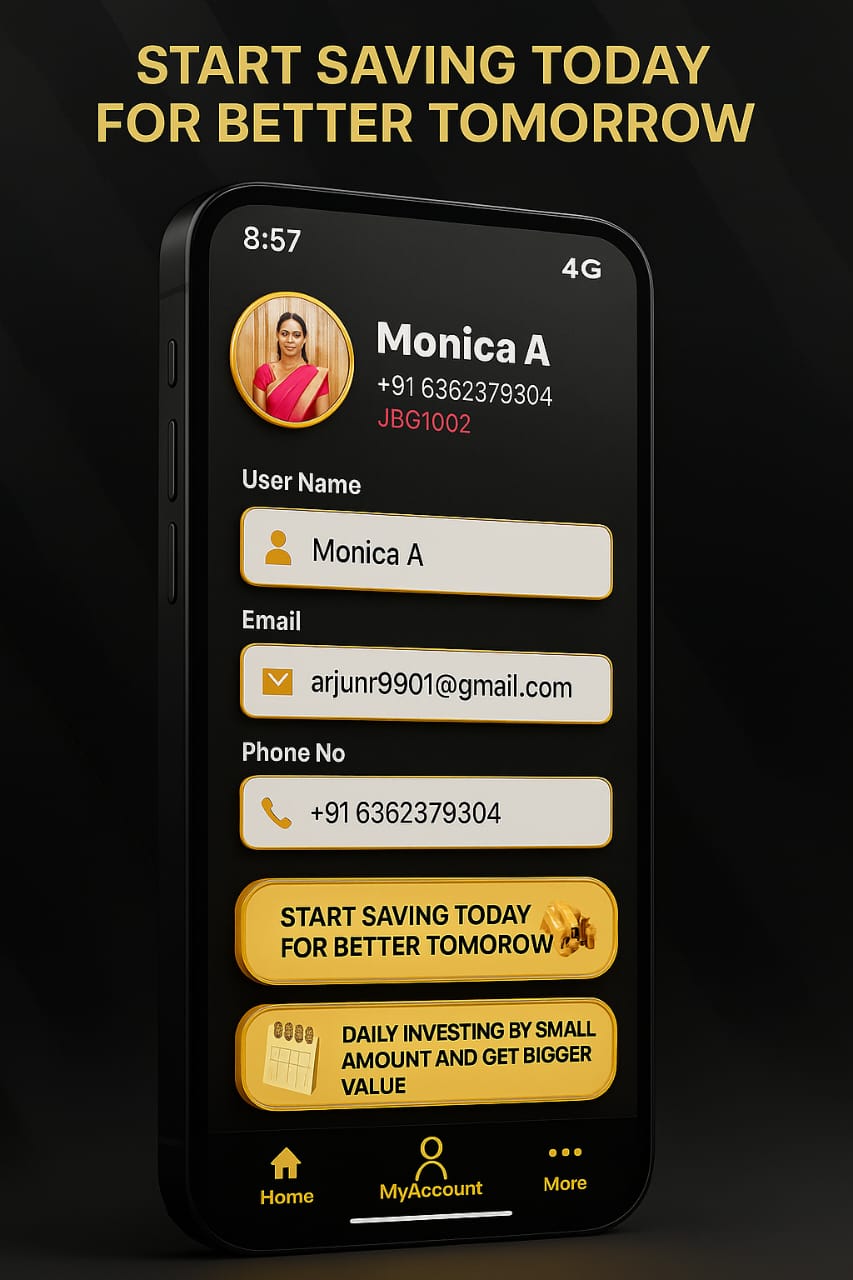 START SAVING TODAY
FOR BETTER TOMORROW
8:57
4G
Monica A
+91 6362379304
JBG1002
User Name
Monica A
Email
arjunr9901@gmail.com
Phone No
+91 6362379304
START SAVING TODAY
FOR BETTER TOMOROW
DAILY INVESTING BY SMALL
AMOUNT AND GET BIGGER
VALUE
Home
MyAccount
More